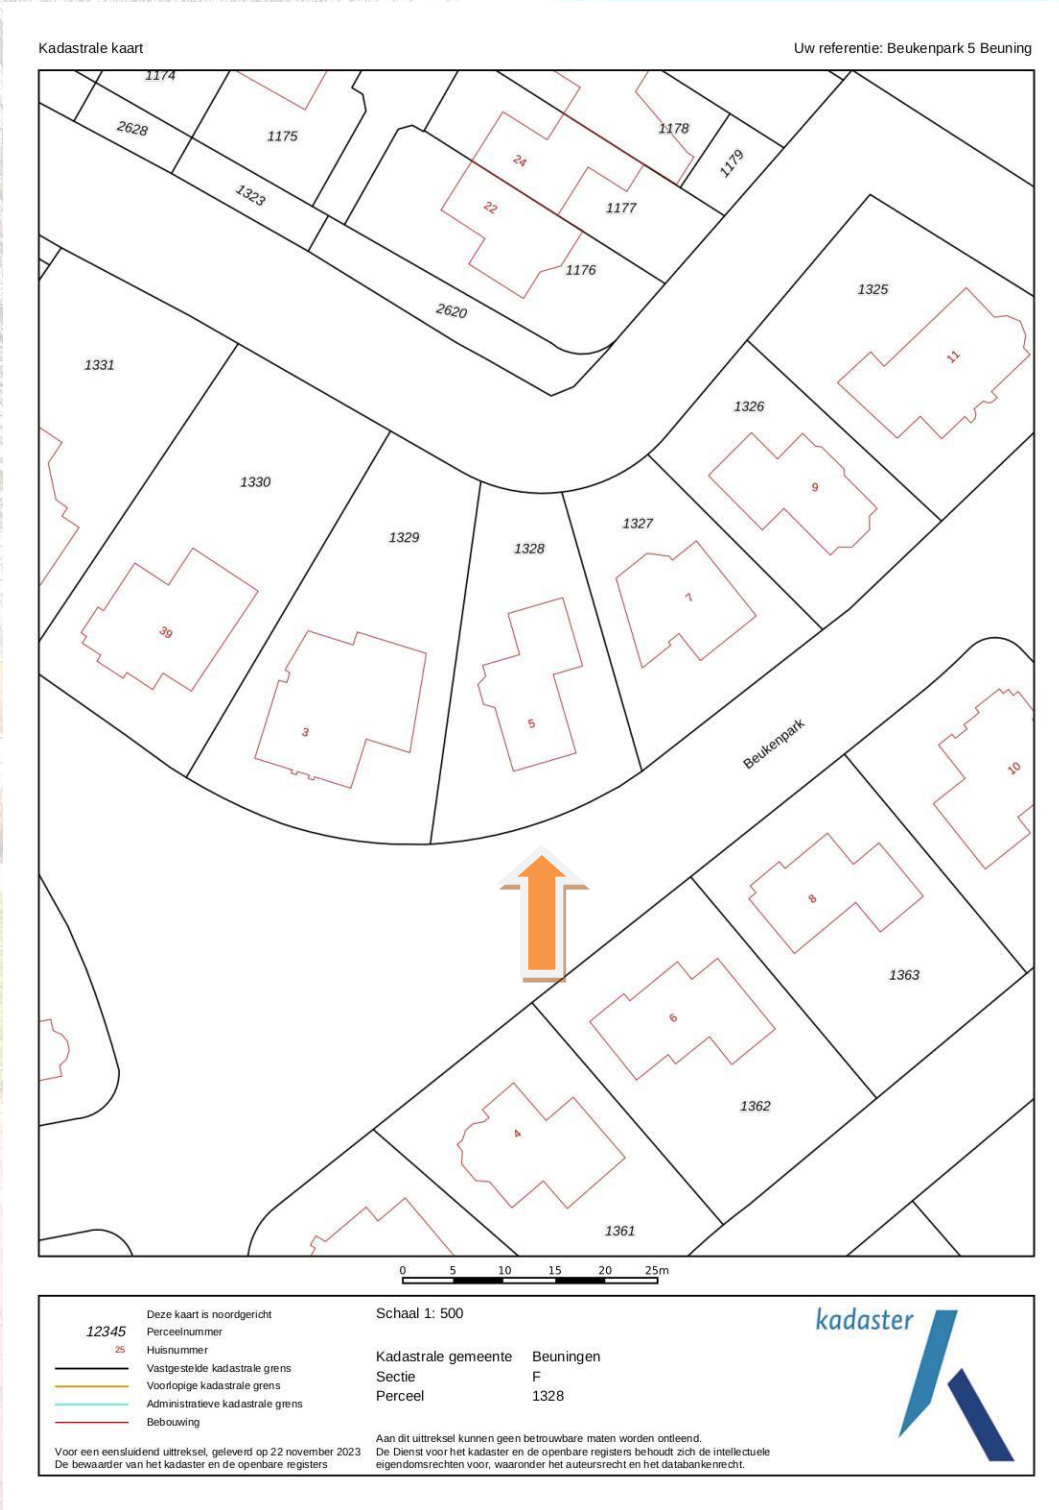 Kadastrale kaart
Uw referentie: Beukenpark 5 Beuning
1174
2628
1175
1323
24
1178
1179
22
1177
1176
2620
1325
11
1331
1326
9
1330
1329
1328
1327
7
39
3
5
Beukenpark
10
8
1363
6
1362
4
1361
0 5 10 15 20 25m
Deze kaart is noordgericht
12345 Perceelnummer
25 Huisnummer
Vastgestelde kadastrale grens
Voorlopige kadastrale grens
Administratieve kadastrale grens
Bebouwing
Voor een eensluidend uittreksel, geleverd op 22 november 2023
De bewaarder van het kadaster en de openbare registers
Schaal 1: 500
Kadastrale gemeente Beuningen
Sectie F
Perceel 1328
Aan dit uittreksel kunnen geen betrouwbare maten worden ontleend.
De Dienst voor het kadaster en de openbare registers behoudt zich de intellectuele
eigendomsrechten voor, waaronder het auteursrecht en het databankenrecht.
kadaster